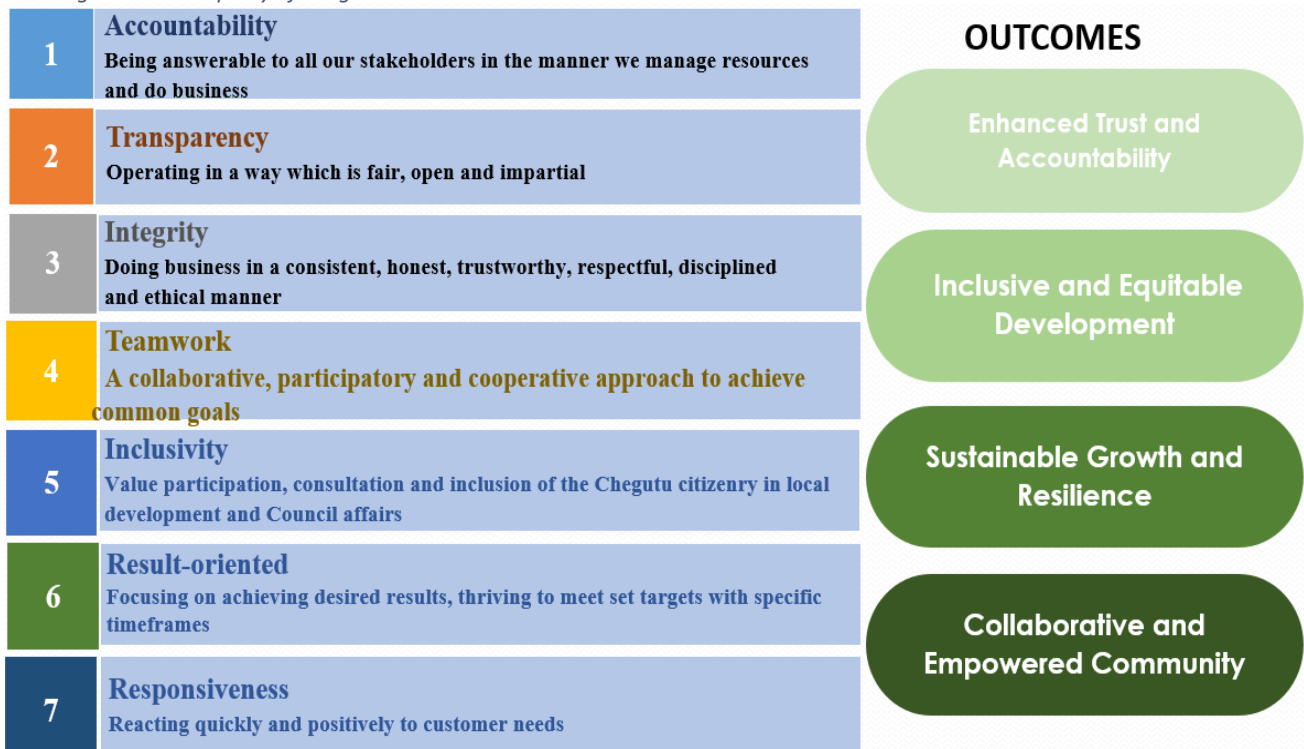 1
Accountability
Being answerable to all our stakeholders in the manner we manage resources
and do business
2
Transparency
Operating in a way which is fair, open and impartial
3
Integrity
Doing business in a consistent, honest, trustworthy, respectful, disciplined
and ethical manner
4
Teamwork
A collaborative, participatory and cooperative approach to achieve
common goals
5
Inclusivity
Value participation, consultation and inclusion of the Chegutu citizenry in local
development and Council affairs
6
Result-oriented
Focusing on achieving desired results, thriving to meet set targets with specific
timeframes
7
Responsiveness
Reacting quickly and positively to customer needs
OUTCOMES
Enhanced Trust and
Accountability
Inclusive and Equitable
Development
Sustainable Growth and
Resilience
Collaborative and
Empowered Community